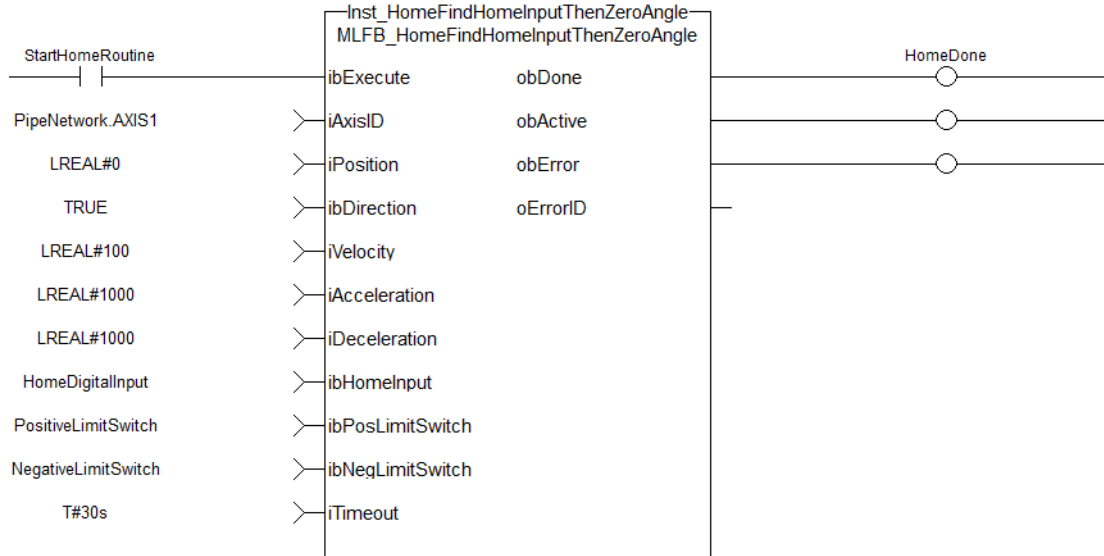 Inst_HomeFindHomeInputThenZeroAngle
MLFB_HomeFindHomeInputThenZeroAngle
StartHomeRoutine
HomeDone
ibExecute obDone
PipeNetwork.AXIS1 iAxisID obActive
LREAL#0 iPosition obError
TRUE ibDirection oErrorID
LREAL#100 iVelocity
LREAL#1000 iAcceleration
LREAL#1000 iDeceleration
HomeDigitalInput ibHomeInput
PositiveLimitSwitch ibPosLimitSwitch
NegativeLimitSwitch ibNegLimitSwitch
T#30s iTimeout